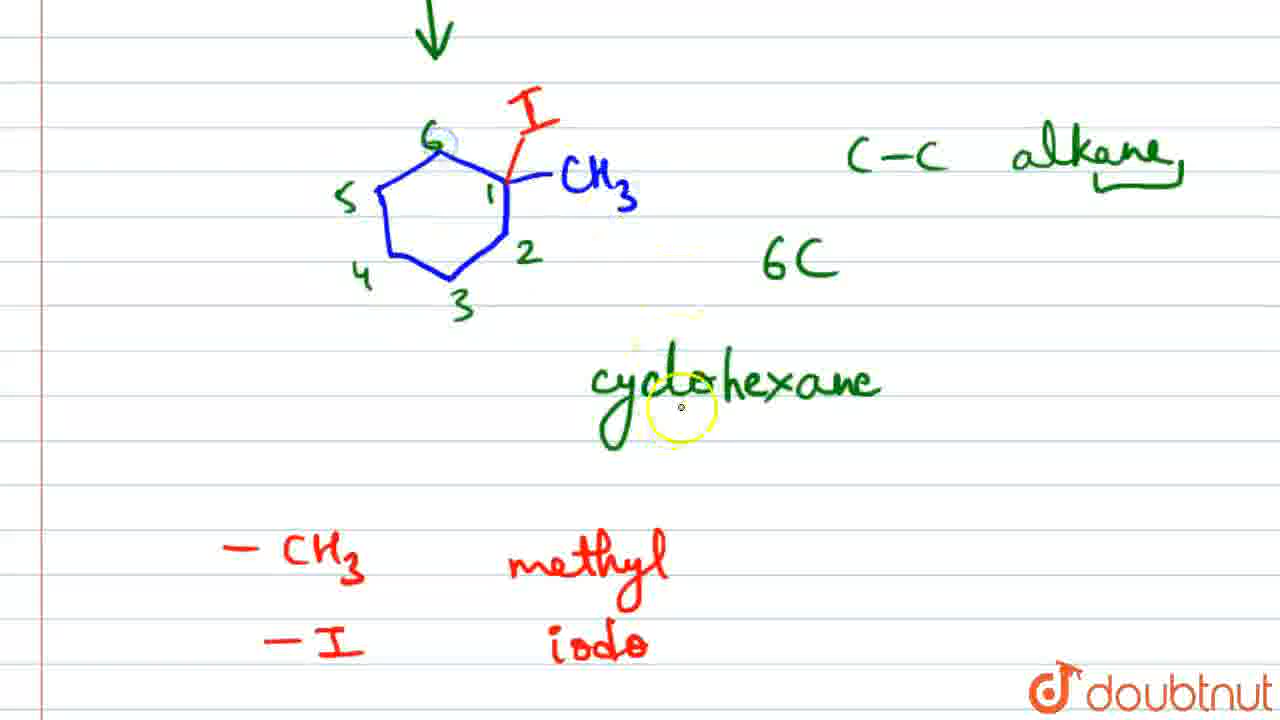 I
6
CH3
C-C alkane
5
1
4
2
6C
3
cyclohexane
- CH3 methyl
- I iodo
doubtnut